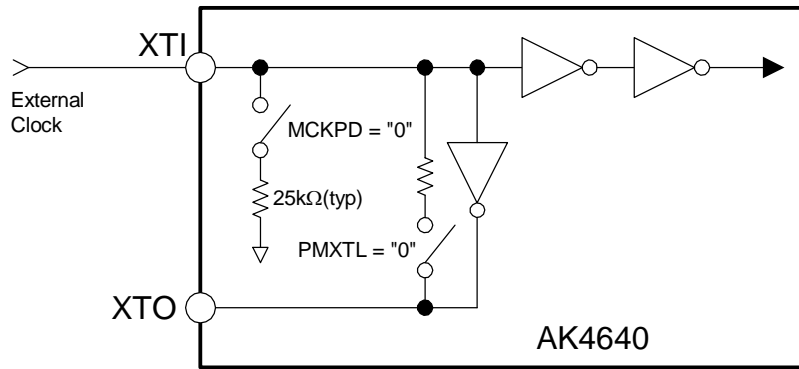 XTI
External
Clock
MCKPD = "0"
25kΩ(typ)
PMXTL = "0"
XTO
AK4640